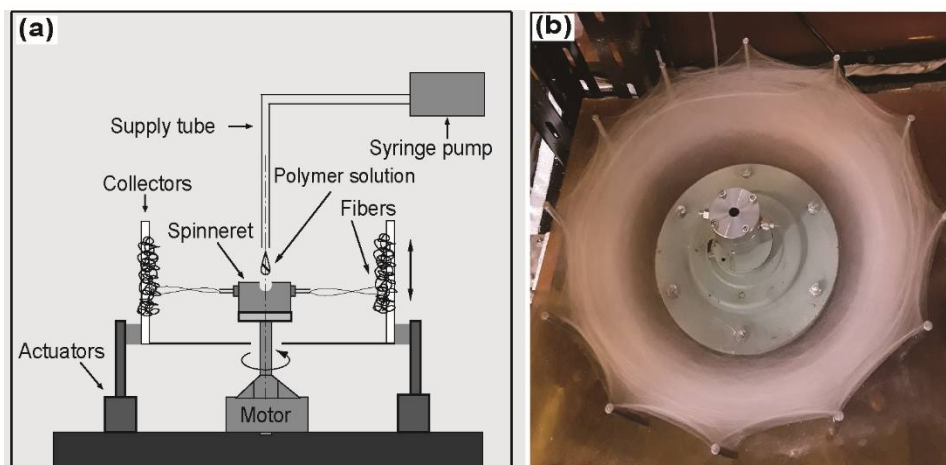 (a)
(b)
Supply tube
Syringe pump
Polymer solution
Collectors
Fibers
Spinneret
Actuators
Motor